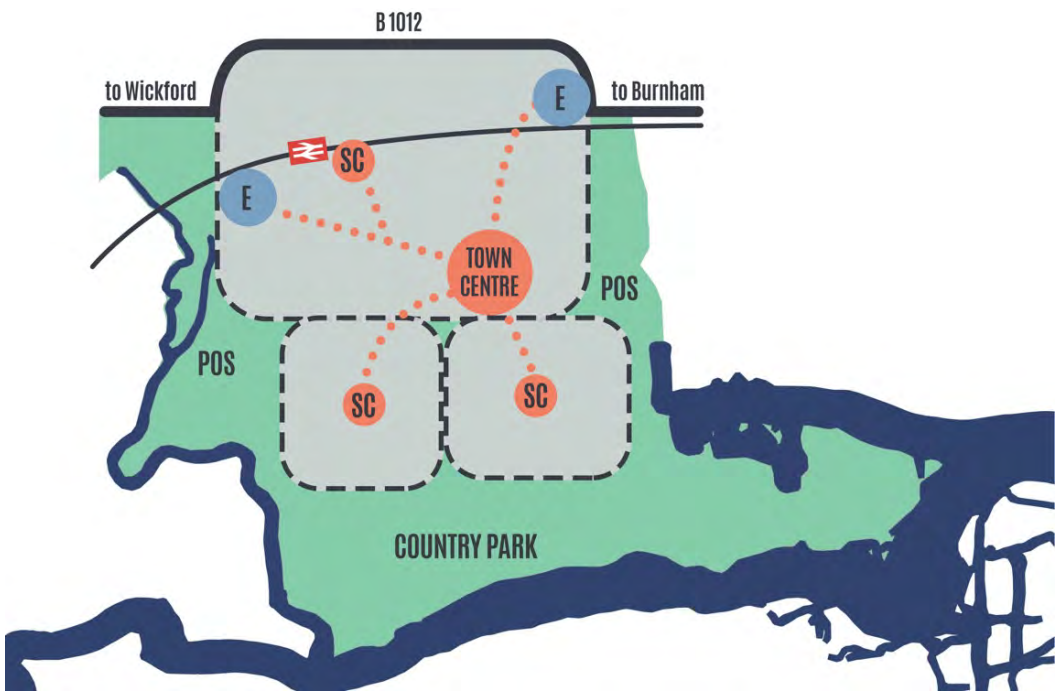 B 1012
to Wickford
to Burnham
E
SC
E
TOWN
CENTRE
POS
POS
SC
SC
COUNTRY PARK